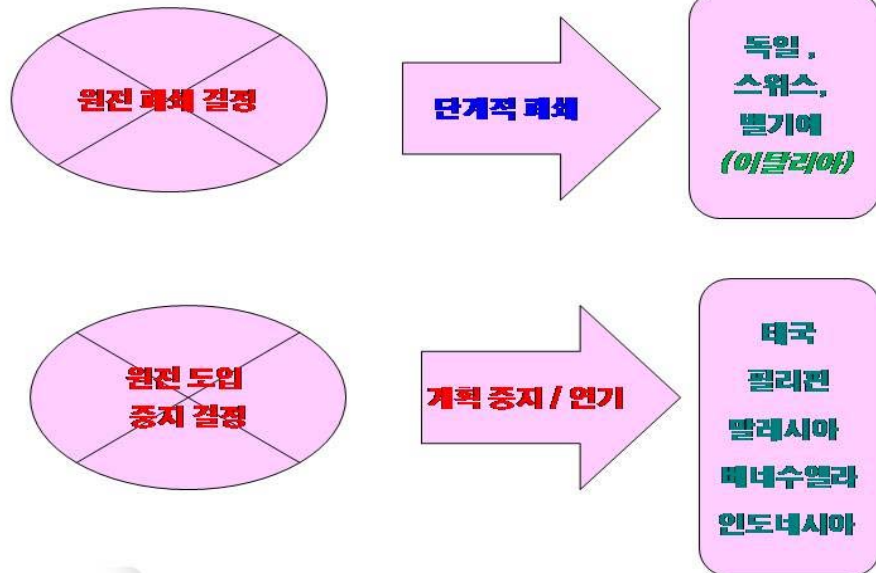 원전 폐쇄 결정
단계적 폐쇄
독일 ,
스위스,
벨기에
(이탈리아)
원전 도입
중지 결정
계획 중지 / 연기
태국
필리핀
말레시아
베네수엘라
인도네시아